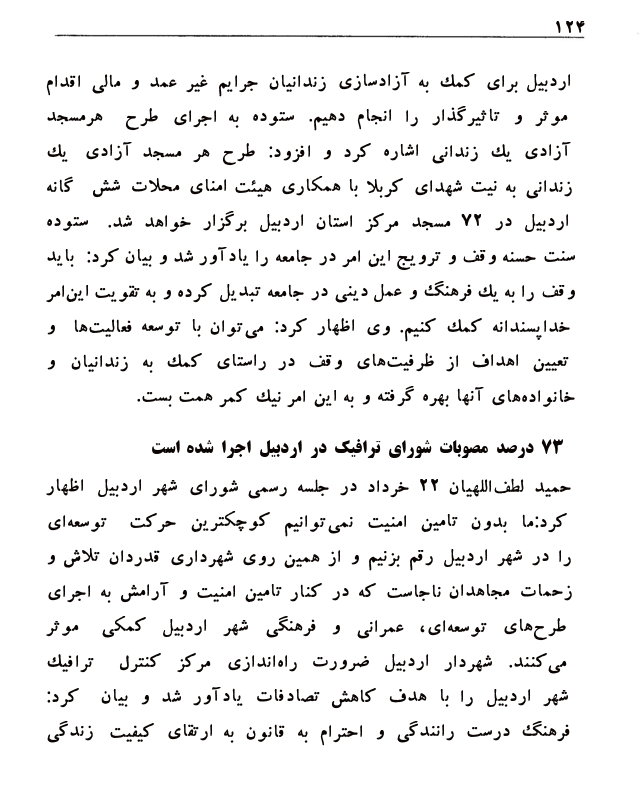 ۱۲۴
اردبیل برای کمک به آزادسازی زندانیان جرایم غیر عمد و مالی اقدام
موثر و تاثیرگذار را انجام دهیم. ستوده به اجرای طرح هرمسجد
آزادی یک زندانی اشاره کرد و افزود: طرح هر مسجد آزادی یک
زندانی به نیت شهدای کربلا با همکاری هیئت امنای محلات شش گانه
اردبیل در ۷۲ مسجد مرکز استان اردبیل برگزار خواهد شد. ستوده
سنت حسنه وقف و ترویج این امر در جامعه را یادآور شد و بیان کرد: باید
وقف را به یک فرهنگ و عمل دینی در جامعه تبدیل کرده و به تقویت این‌امر
خداپسندانه کمک کنیم. وی اظهار کرد: می‌توان با توسعه فعالیت‌ها و
تعیین اهداف از ظرفیت‌های وقف در راستای کمک به زندانیان و
خانواده‌های آنها بهره گرفته و به این امر نیک کمر همت بست.
۷۳ درصد مصوبات شورای ترافیک در اردبیل اجرا شده است
حمید لطف‌اللهیان ۲۲ خرداد در جلسه رسمی شورای شهر اردبیل اظهار
کرد:ما بدون تامین امنیت نمی‌توانیم کوچکترین حرکت توسعه‌ای
را در شهر اردبیل رقم بزنیم و از همین روی شهرداری قدردان تلاش و
زحمات مجاهدان ناجاست که در کنار تامین امنیت و آرامش به اجرای
طرح‌های توسعه‌ای، عمرانی و فرهنگی شهر اردبیل کمکی موثر
می‌کنند. شهردار اردبیل ضرورت راه‌اندازی مرکز کنترل ترافیک
شهر اردبیل را با هدف کاهش تصادفات یادآور شد و بیان کرد:
فرهنگ درست رانندگی و احترام به قانون به ارتقای کیفیت زندگی